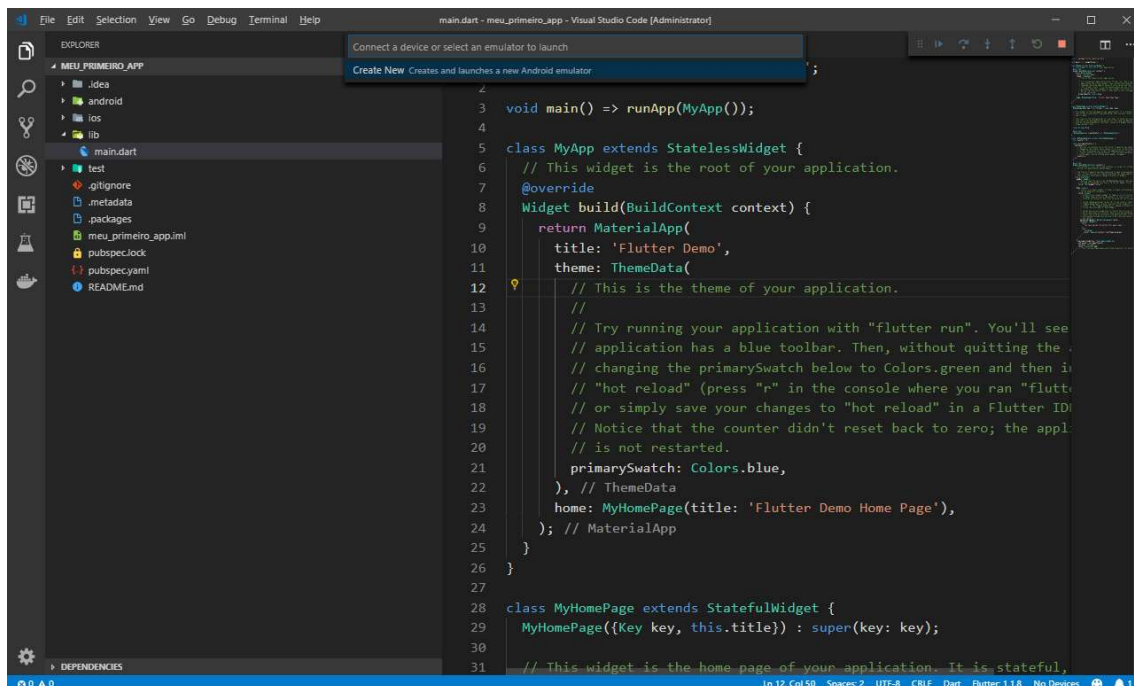 File Edit Selection View Go Debug Terminal Help
main.dart - meu_primeiro_app - Visual Studio Code [Administrator]
EXPLORER
MEU_PRIMEIRO_APP
.idea
android
ios
lib
main.dart
test
.gitignore
.metadata
.packages
meu_primeiro_app.iml
pubspec.lock
pubspec.yaml
README.md
DEPENDENCIES
Connect a device or select an emulator to launch
Create New Creates and launches a new Android emulator
';
2
3 void main() => runApp(MyApp());
4
5 class MyApp extends StatelessWidget {
6 // This widget is the root of your application.
7 @override
8 Widget build(BuildContext context) {
9 return MaterialApp(
10 title: 'Flutter Demo',
11 theme: ThemeData(
12 // This is the theme of your application.
13 //
14 // Try running your application with "flutter run". You'll see
15 // application has a blue toolbar. Then, without quitting the
16 // changing the primarySwatch below to Colors.green and then
17 // "hot reload" (press "r" in the console where you ran
18 // or simply save your changes to "hot reload" in a Flutter
19 // Notice that the counter didn't reset back to zero; the
20 // is not restarted.
21 primarySwatch: Colors.blue,
22 ), // ThemeData
23 home: MyHomePage(title: 'Flutter Demo Home Page'),
24 ); // MaterialApp
25 }
26 }
27
28 class MyHomePage extends StatefulWidget {
29 MyHomePage({Key key, this.title}) : super(key: key);
30
31 // This widget is the home page of your application. It is stateful,
0 0 Ln 12, Col 50 Spaces: 2 UTF-8 CRLF Dart Flutter: 1.1.8 No Devices 1